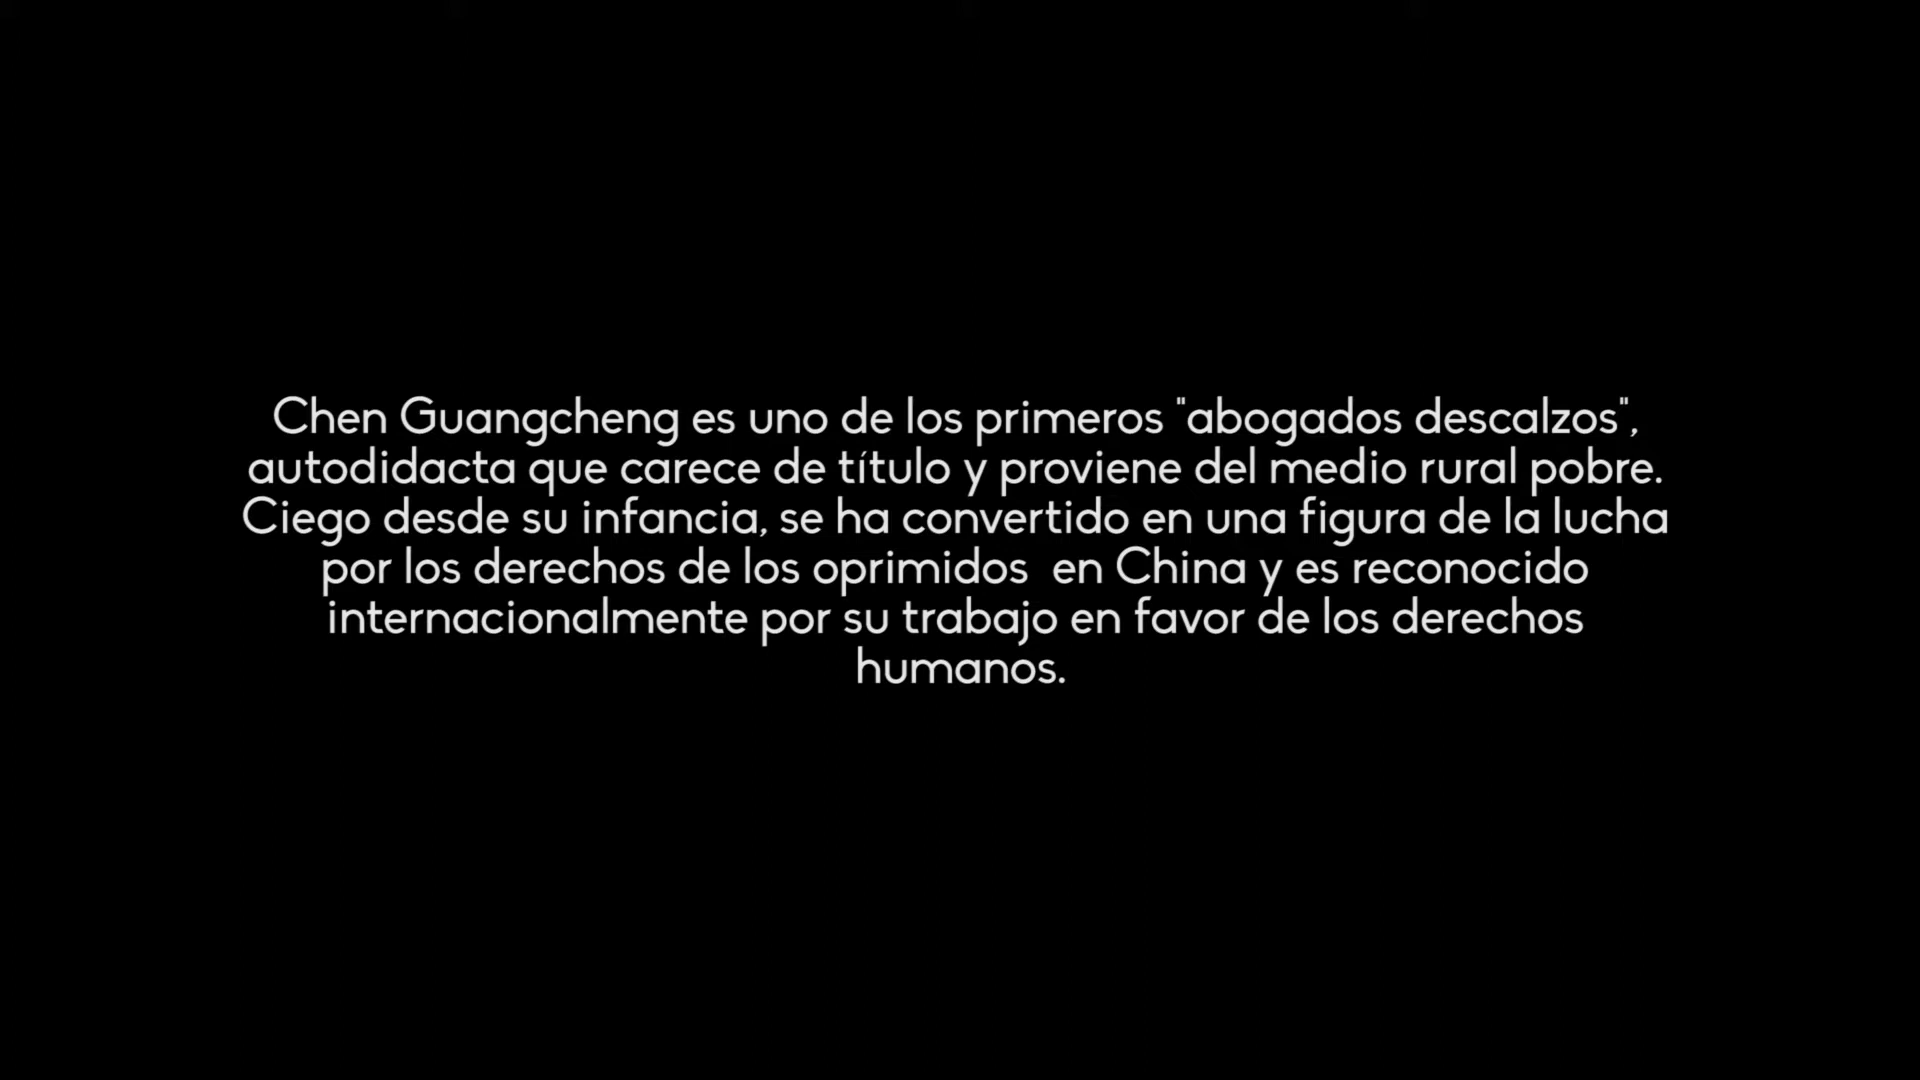 Chen Guangcheng es uno de los primeros "abogados descalzos",
autodidacta que carece de título y proviene del medio rural pobre.
Ciego desde su infancia, se ha convertido en una figura de la lucha
por los derechos de los oprimidos  en China y es reconocido
internacionalmente por su trabajo en favor de los derechos
humanos.